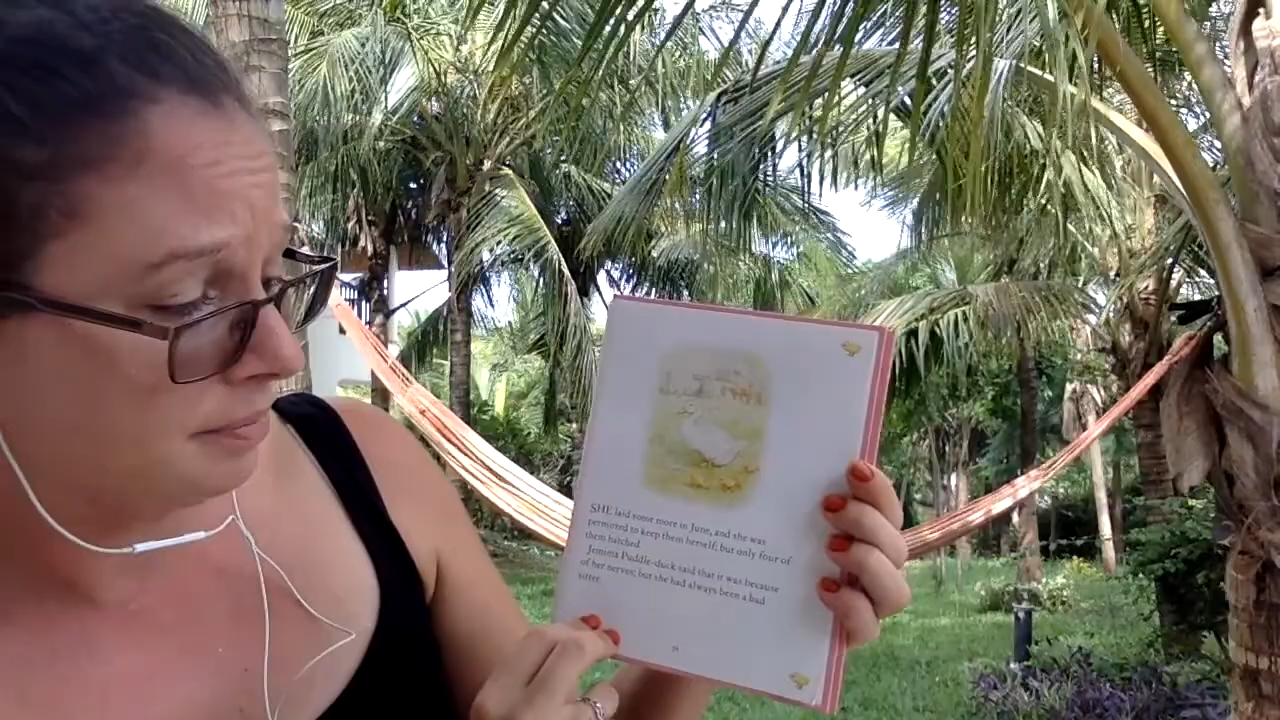 SHE laid some more in June, and she was
permitted to keep them herself; but only four of
them hatched.
Jemima Puddle-duck said that it was because
of her nerves; but she had always been a bad
sitter.